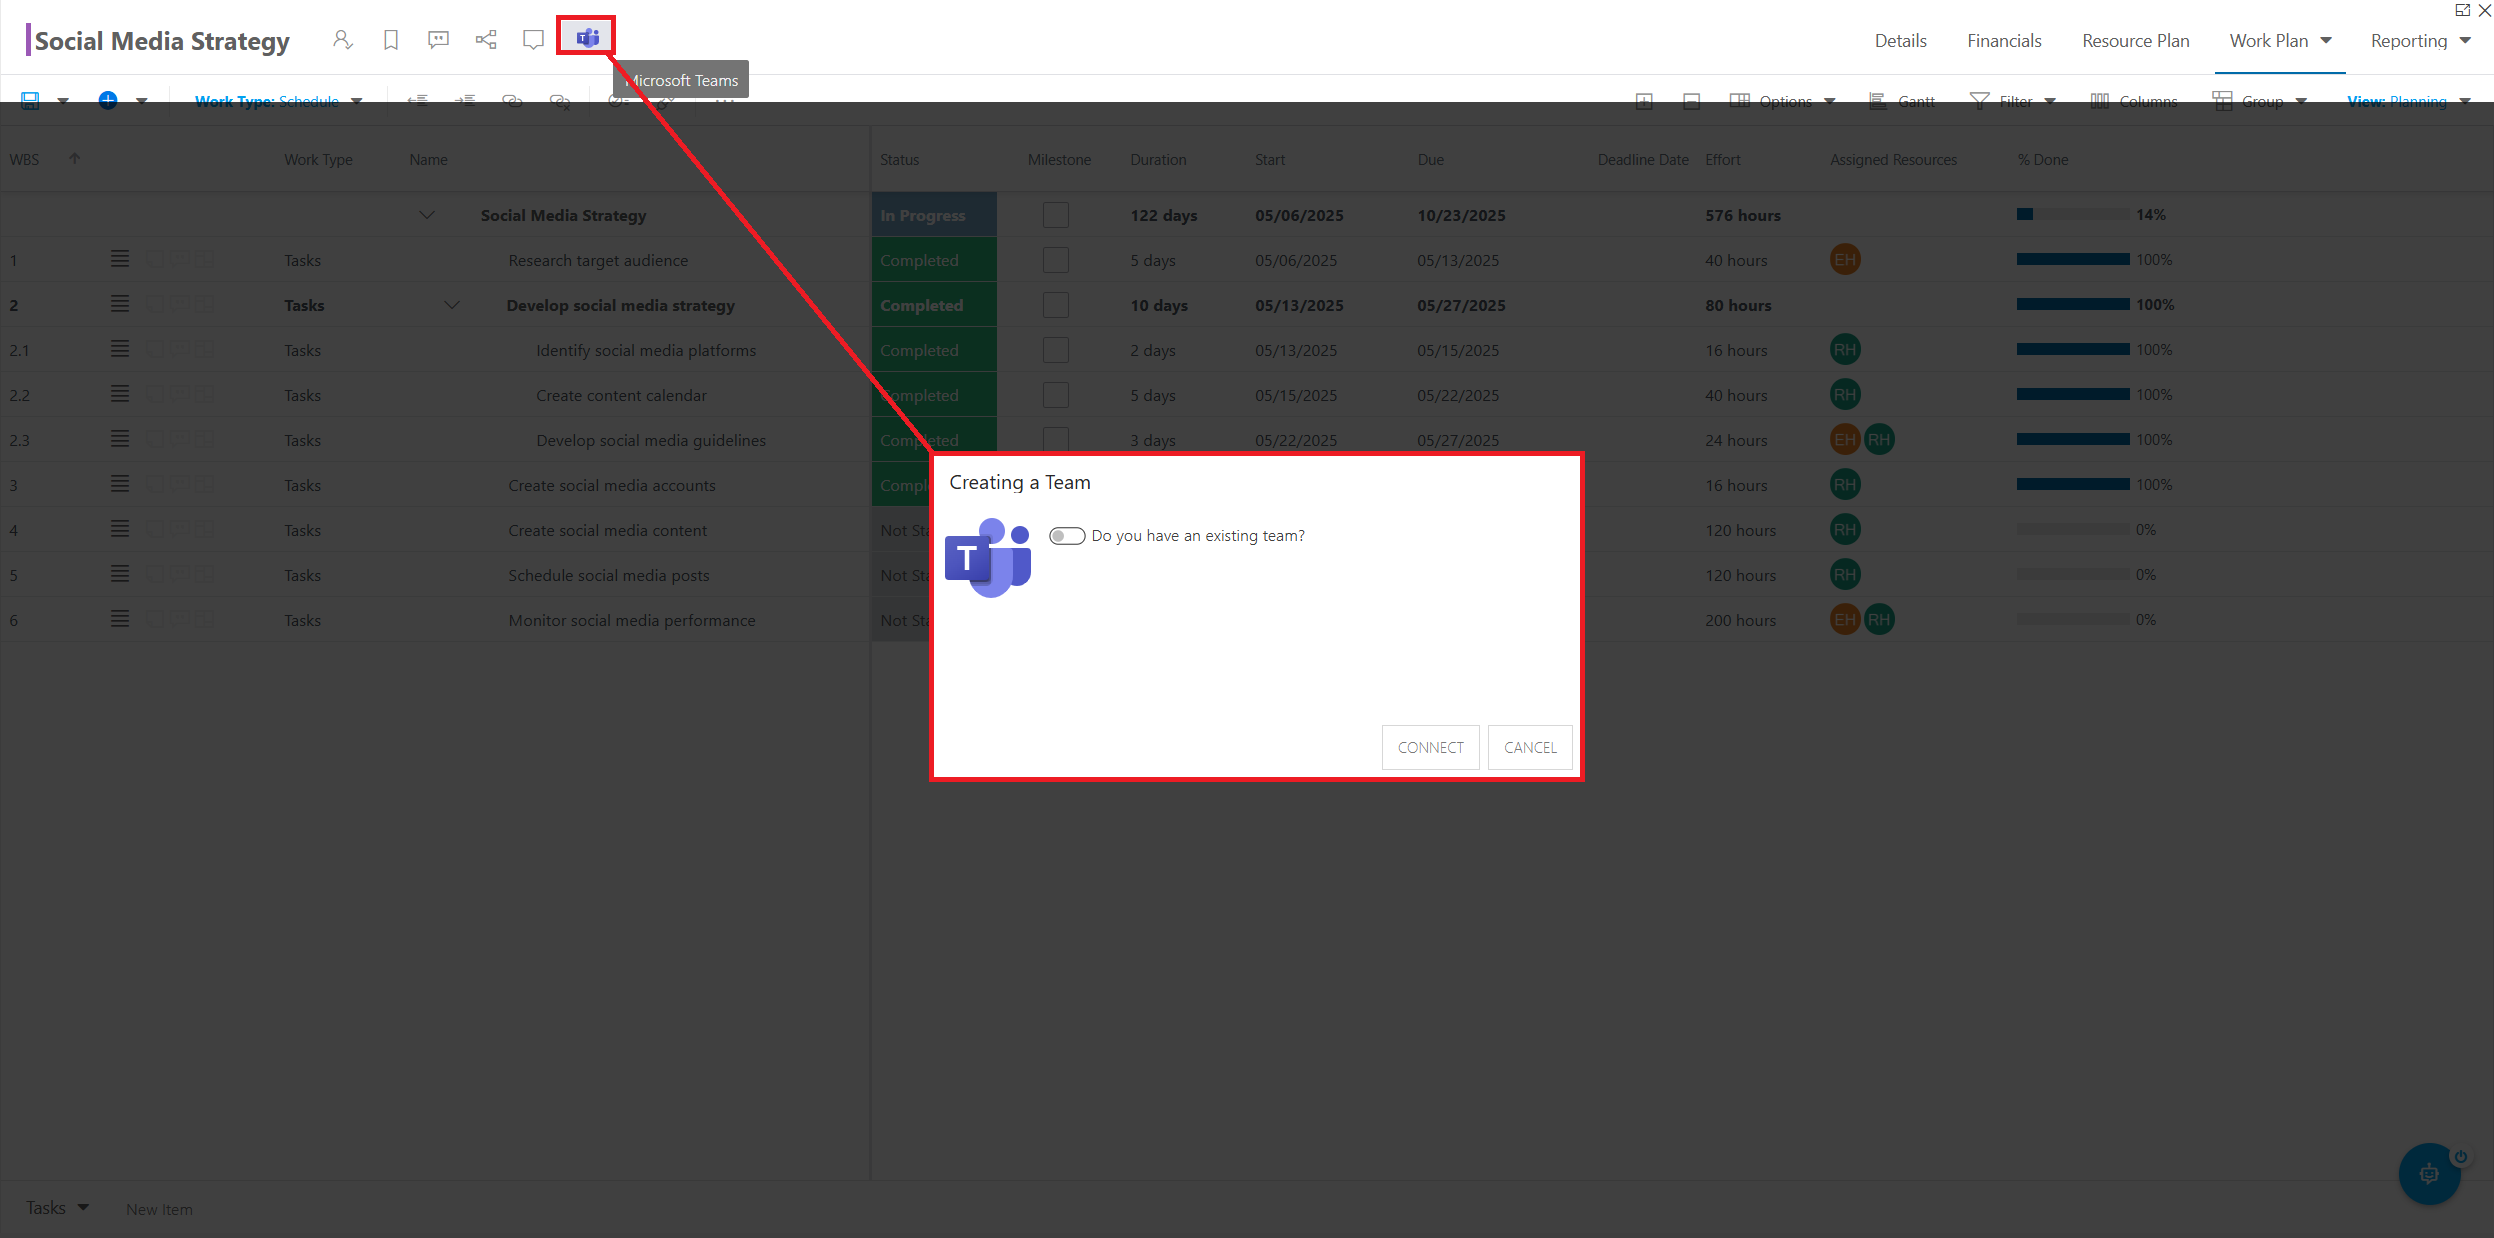 Social Media Strategy
Details Financials Resource Plan Work Plan Reporting
Microsoft Teams
Work Type: Schedule Options Gantt Filter Columns Group View: Planning
WBS Work Type Name Status Milestone Duration Start Due Deadline Date Effort Assigned Resources % Done
Social Media Strategy In Progress 122 days 05/06/2025 10/23/2025 576 hours 14%
1 Tasks Research target audience Completed 5 days 05/06/2025 05/13/2025 40 hours EH 100%
2 Tasks Develop social media strategy Completed 10 days 05/13/2025 05/27/2025 80 hours 100%
2.1 Tasks Identify social media platforms Completed 2 days 05/13/2025 05/15/2025 16 hours RH 100%
2.2 Tasks Create content calendar Completed 5 days 05/15/2025 05/22/2025 40 hours RH 100%
2.3 Tasks Develop social media guidelines Completed 3 days 05/22/2025 05/27/2025 24 hours EH RH 100%
3 Tasks Create social media accounts Compl 16 hours RH 100%
4 Tasks Create social media content Not Sta 120 hours RH 0%
5 Tasks Schedule social media posts Not Sta 120 hours RH 0%
6 Tasks Monitor social media performance Not Sta 200 hours EH RH 0%
Creating a Team
T Do you have an existing team?
CONNECT CANCEL
Tasks New Item